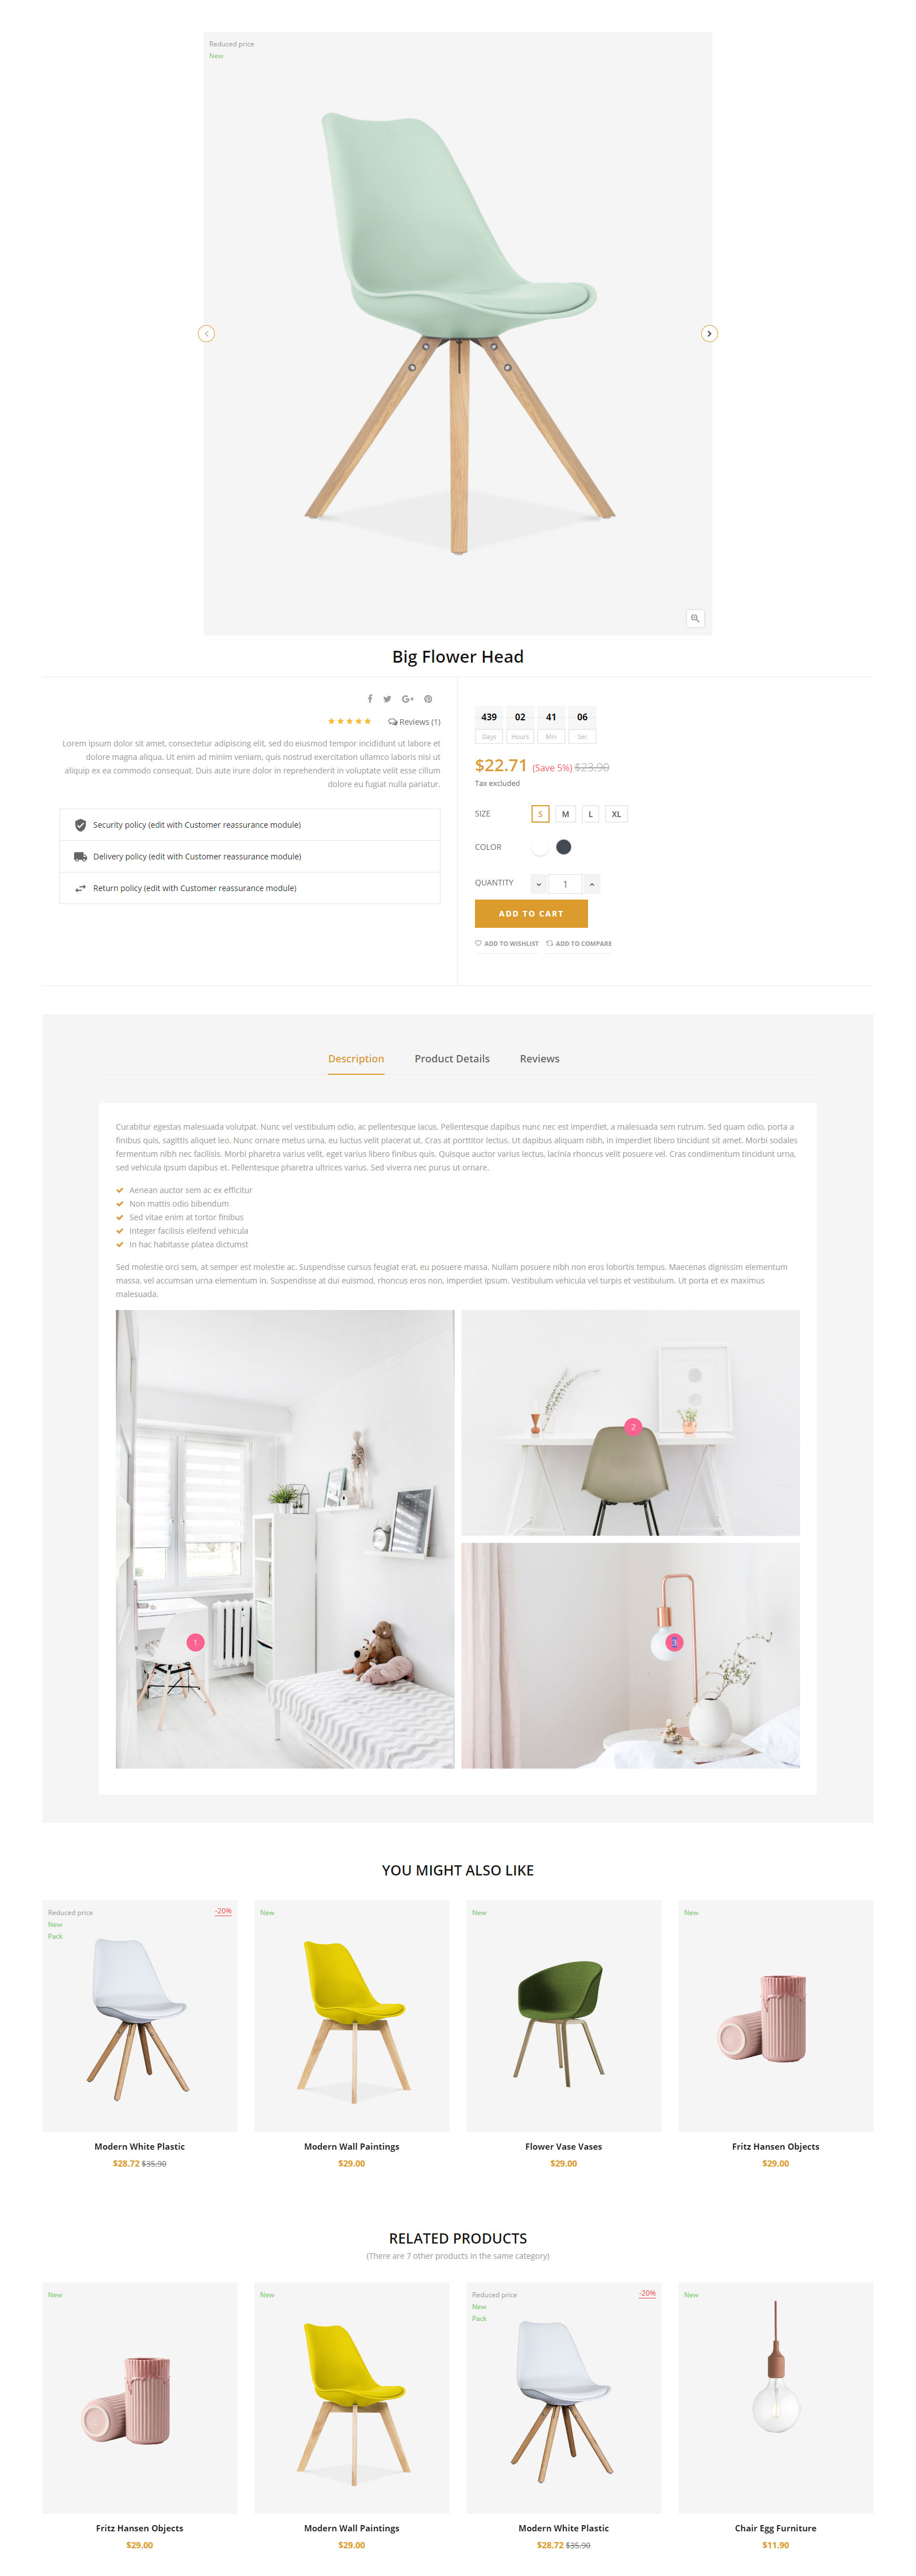 Reduced price
New
Big Flower Head
Reviews (1)
Lorem ipsum dolor sit amet, consectetur adipiscing elit, sed do eiusmod tempor incididunt ut labore et
dolore magna aliqua. Ut enim ad minim veniam, quis nostrud exercitation ullamco laboris nisi ut
aliquip ex ea commodo consequat. Duis aute irure dolor in reprehenderit in voluptate velit esse cillum
dolore eu fugiat nulla pariatur.
Security policy (edit with Customer reassurance module)
Delivery policy (edit with Customer reassurance module)
Return policy (edit with Customer reassurance module)
439 02 41 06
Days Hours Min Sec
$22.71 (Save 5%) $23.90
Tax excluded
SIZE S M L XL
COLOR
QUANTITY 1
ADD TO CART
ADD TO WISHLIST ADD TO COMPARE
Description Product Details Reviews
Curabitur egestas malesuada volutpat. Nunc vel vestibulum odio, ac pellentesque lacus. Pellentesque dapibus nunc nec est imperdiet, a malesuada sem rutrum. Sed quam odio, porta a
finibus quis, sagittis aliquet leo. Nunc ornare metus urna, eu luctus velit placerat ut. Cras at porttitor lectus. Ut dapibus aliquam nibh, in imperdiet libero tincidunt sit amet. Morbi sodales
fermentum nibh nec facilisis. Morbi pharetra varius velit, eget varius libero finibus quis. Quisque auctor varius lectus, lacinia rhoncus velit posuere vel. Cras condimentum tincidunt urna,
sed vehicula ipsum dapibus et. Pellentesque pharetra ultrices varius. Sed viverra nec purus ut ornare.
Aenean auctor sem ac ex efficitur
Non mattis odio bibendum
Sed vitae enim at tortor finibus
Integer facilisis eleifend vehicula
In hac habitasse platea dictumst
Sed molestie orci sem, at semper est molestie ac. Suspendisse cursus feugiat erat, eu posuere massa. Nullam posuere nibh non eros lobortis tempus. Maecenas dignissim elementum
massa, vel accumsan urna elementum in. Suspendisse at dui euismod, rhoncus eros non, imperdiet ipsum. Vestibulum vehicula vel turpis et vestibulum. Ut porta et ex maximus
malesuada.
2
1
3
YOU MIGHT ALSO LIKE
Reduced price
New
Pack
-20%
New
New
New
Modern White Plastic
$28.72 $35.90
Modern Wall Paintings
$29.00
Flower Vase Vases
$29.00
Fritz Hansen Objects
$29.00
RELATED PRODUCTS
(There are 7 other products in the same category)
New
New
Reduced price
New
Pack
-20%
New
Fritz Hansen Objects
$29.00
Modern Wall Paintings
$29.00
Modern White Plastic
$28.72 $35.90
Chair Egg Furniture
$11.90